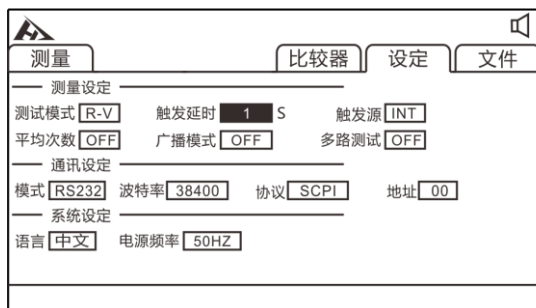 测量 比较器 设定 文件
测量设定
测试模式 R-V 触发延时 1 S 触发源 INT
平均次数 OFF 广播模式 OFF 多路测试 OFF
通讯设定
模式 RS232 波特率 38400 协议 SCPI 地址 00
系统设定
语言 中文 电源频率 50HZ